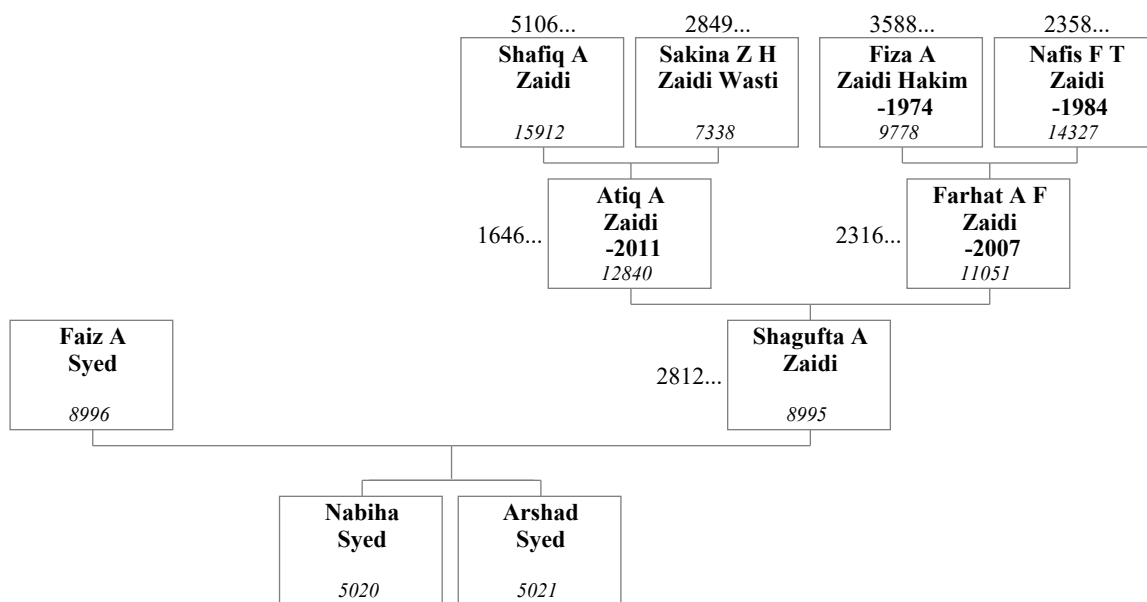 5106...
2849...
3588...
2358...
Shafiq A
Zaidi
15912
Sakina Z H
Zaidi Wasti
7338
Fiza A
Zaidi Hakim
-1974
9778
Nafis F T
Zaidi
-1984
14327
1646...
Atiq A
Zaidi
-2011
12840
2316...
Farhat A F
Zaidi
-2007
11051
Faiz A
Syed
8996
2812...
Shagufta A
Zaidi
8995
Nabiha
Syed
5020
Arshad
Syed
5021